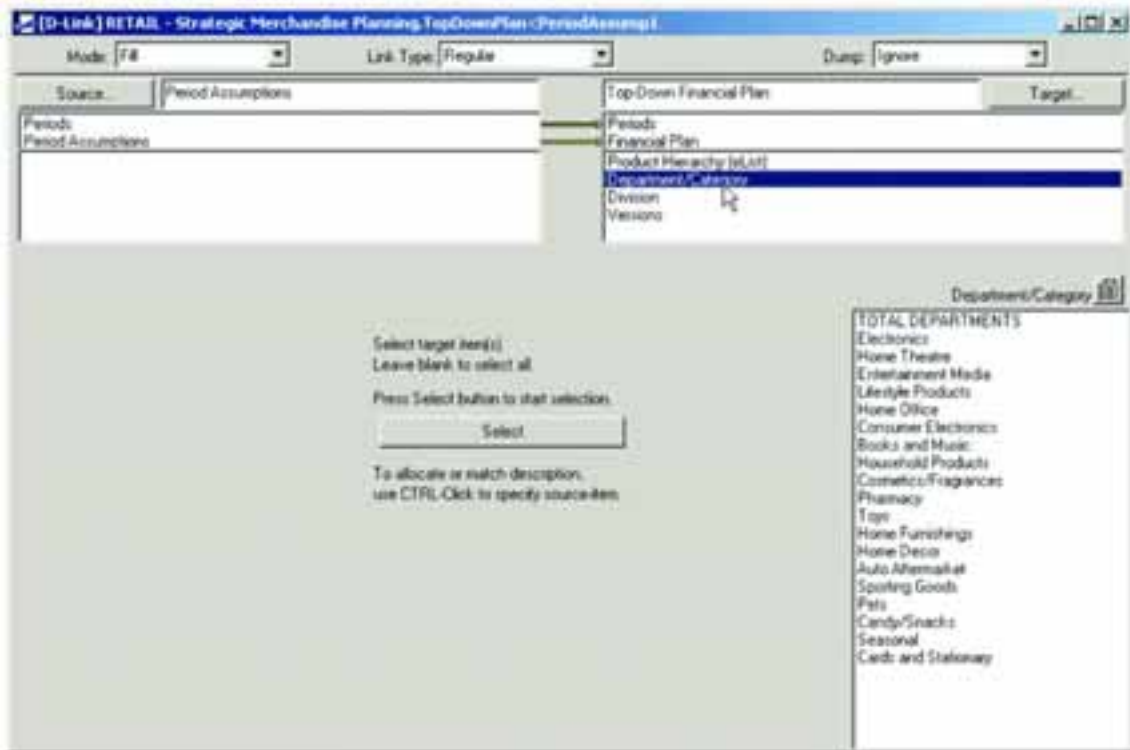 [D-Link] RETAIL - Strategic Merchandise Planning.TopDownPlan<PeriodAssump1
Mode: Fill Link Type: Regular Dump: Ignore
Source... Period Assumptions Top-Down Financial Plan Target...
Periods Periods
Period Assumptions Financial Plan
Product Hierarchy (eList)
Department/Category
Division
Versions
Department/Category
TOTAL DEPARTMENTS
Electronics
Home Theatre
Entertainment Media
Lifestyle Products
Home Office
Consumer Electronics
Books and Music
Household Products
Cosmetics/Fragrances
Pharmacy
Toys
Home Furnishings
Home Decor
Auto Aftermarket
Sporting Goods
Pets
Candy/Snacks
Seasonal
Cards and Stationary
Select target item(s).
Leave blank to select all.
Press Select button to start selection.
Select
To allocate or match description,
use CTRL-Click to specify source-item.